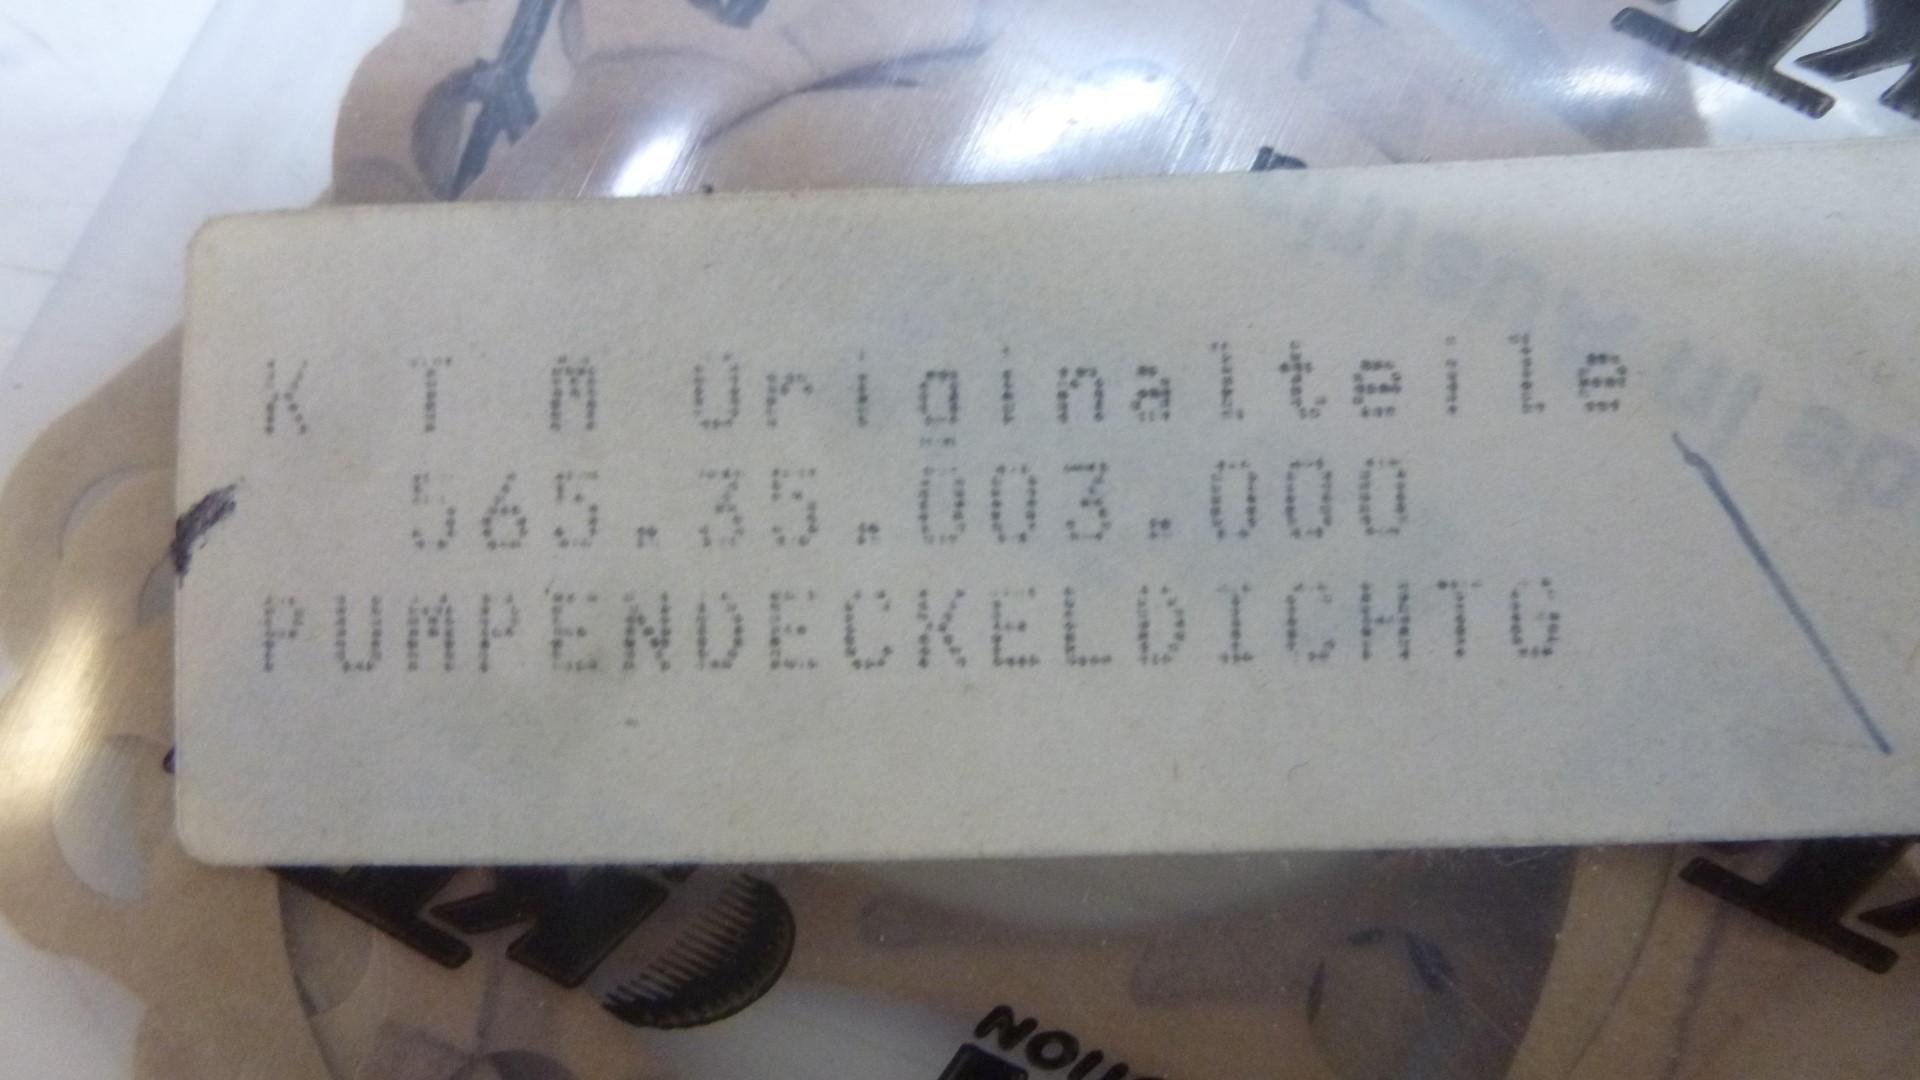 K T M Originalteile
565.35.003.000
PUMPENDECKELDICHTG